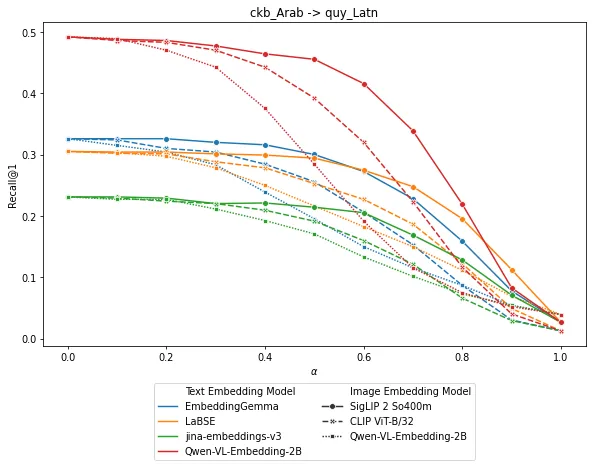 ckb_Arab -> quy_Latn
Recall@1
0.5
0.4
0.3
0.2
0.1
0.0
0.0 0.2 0.4 0.6 0.8 1.0
α
Text Embedding Model
EmbeddingGemma
LaBSE
jina-embeddings-v3
Qwen-VL-Embedding-2B
Image Embedding Model
SigLIP 2 So400m
CLIP ViT-B/32
Qwen-VL-Embedding-2B